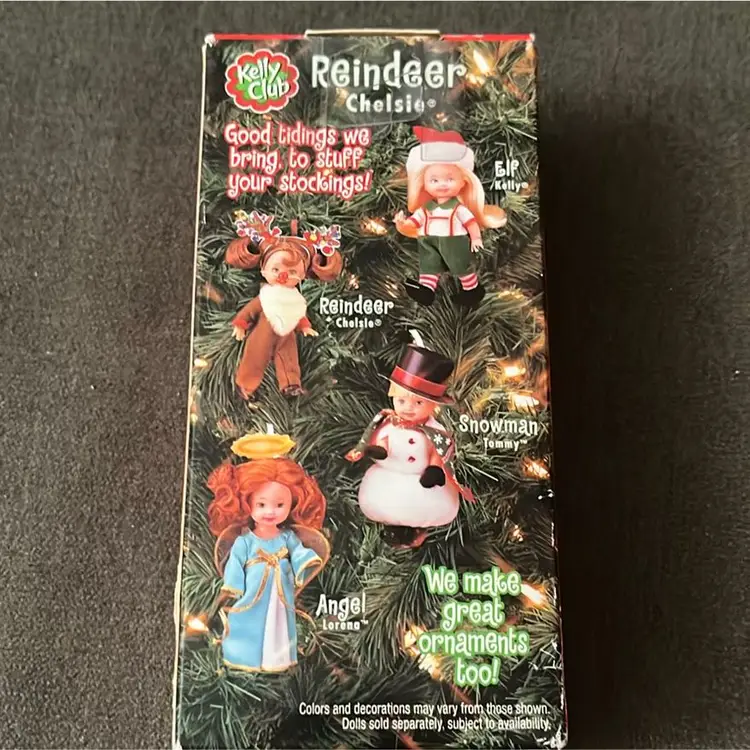 Kelly
Club
Reindeer
Chelsie®
Good tidings we
bring, to stuff
your stockings!
Elf
Kelly®
Reindeer
Chelsie®
Snowman
Tommy™
Angel
Lorena™
We make
great
ornaments
too!
Colors and decorations may vary from those shown.
Dolls sold separately, subject to availability.